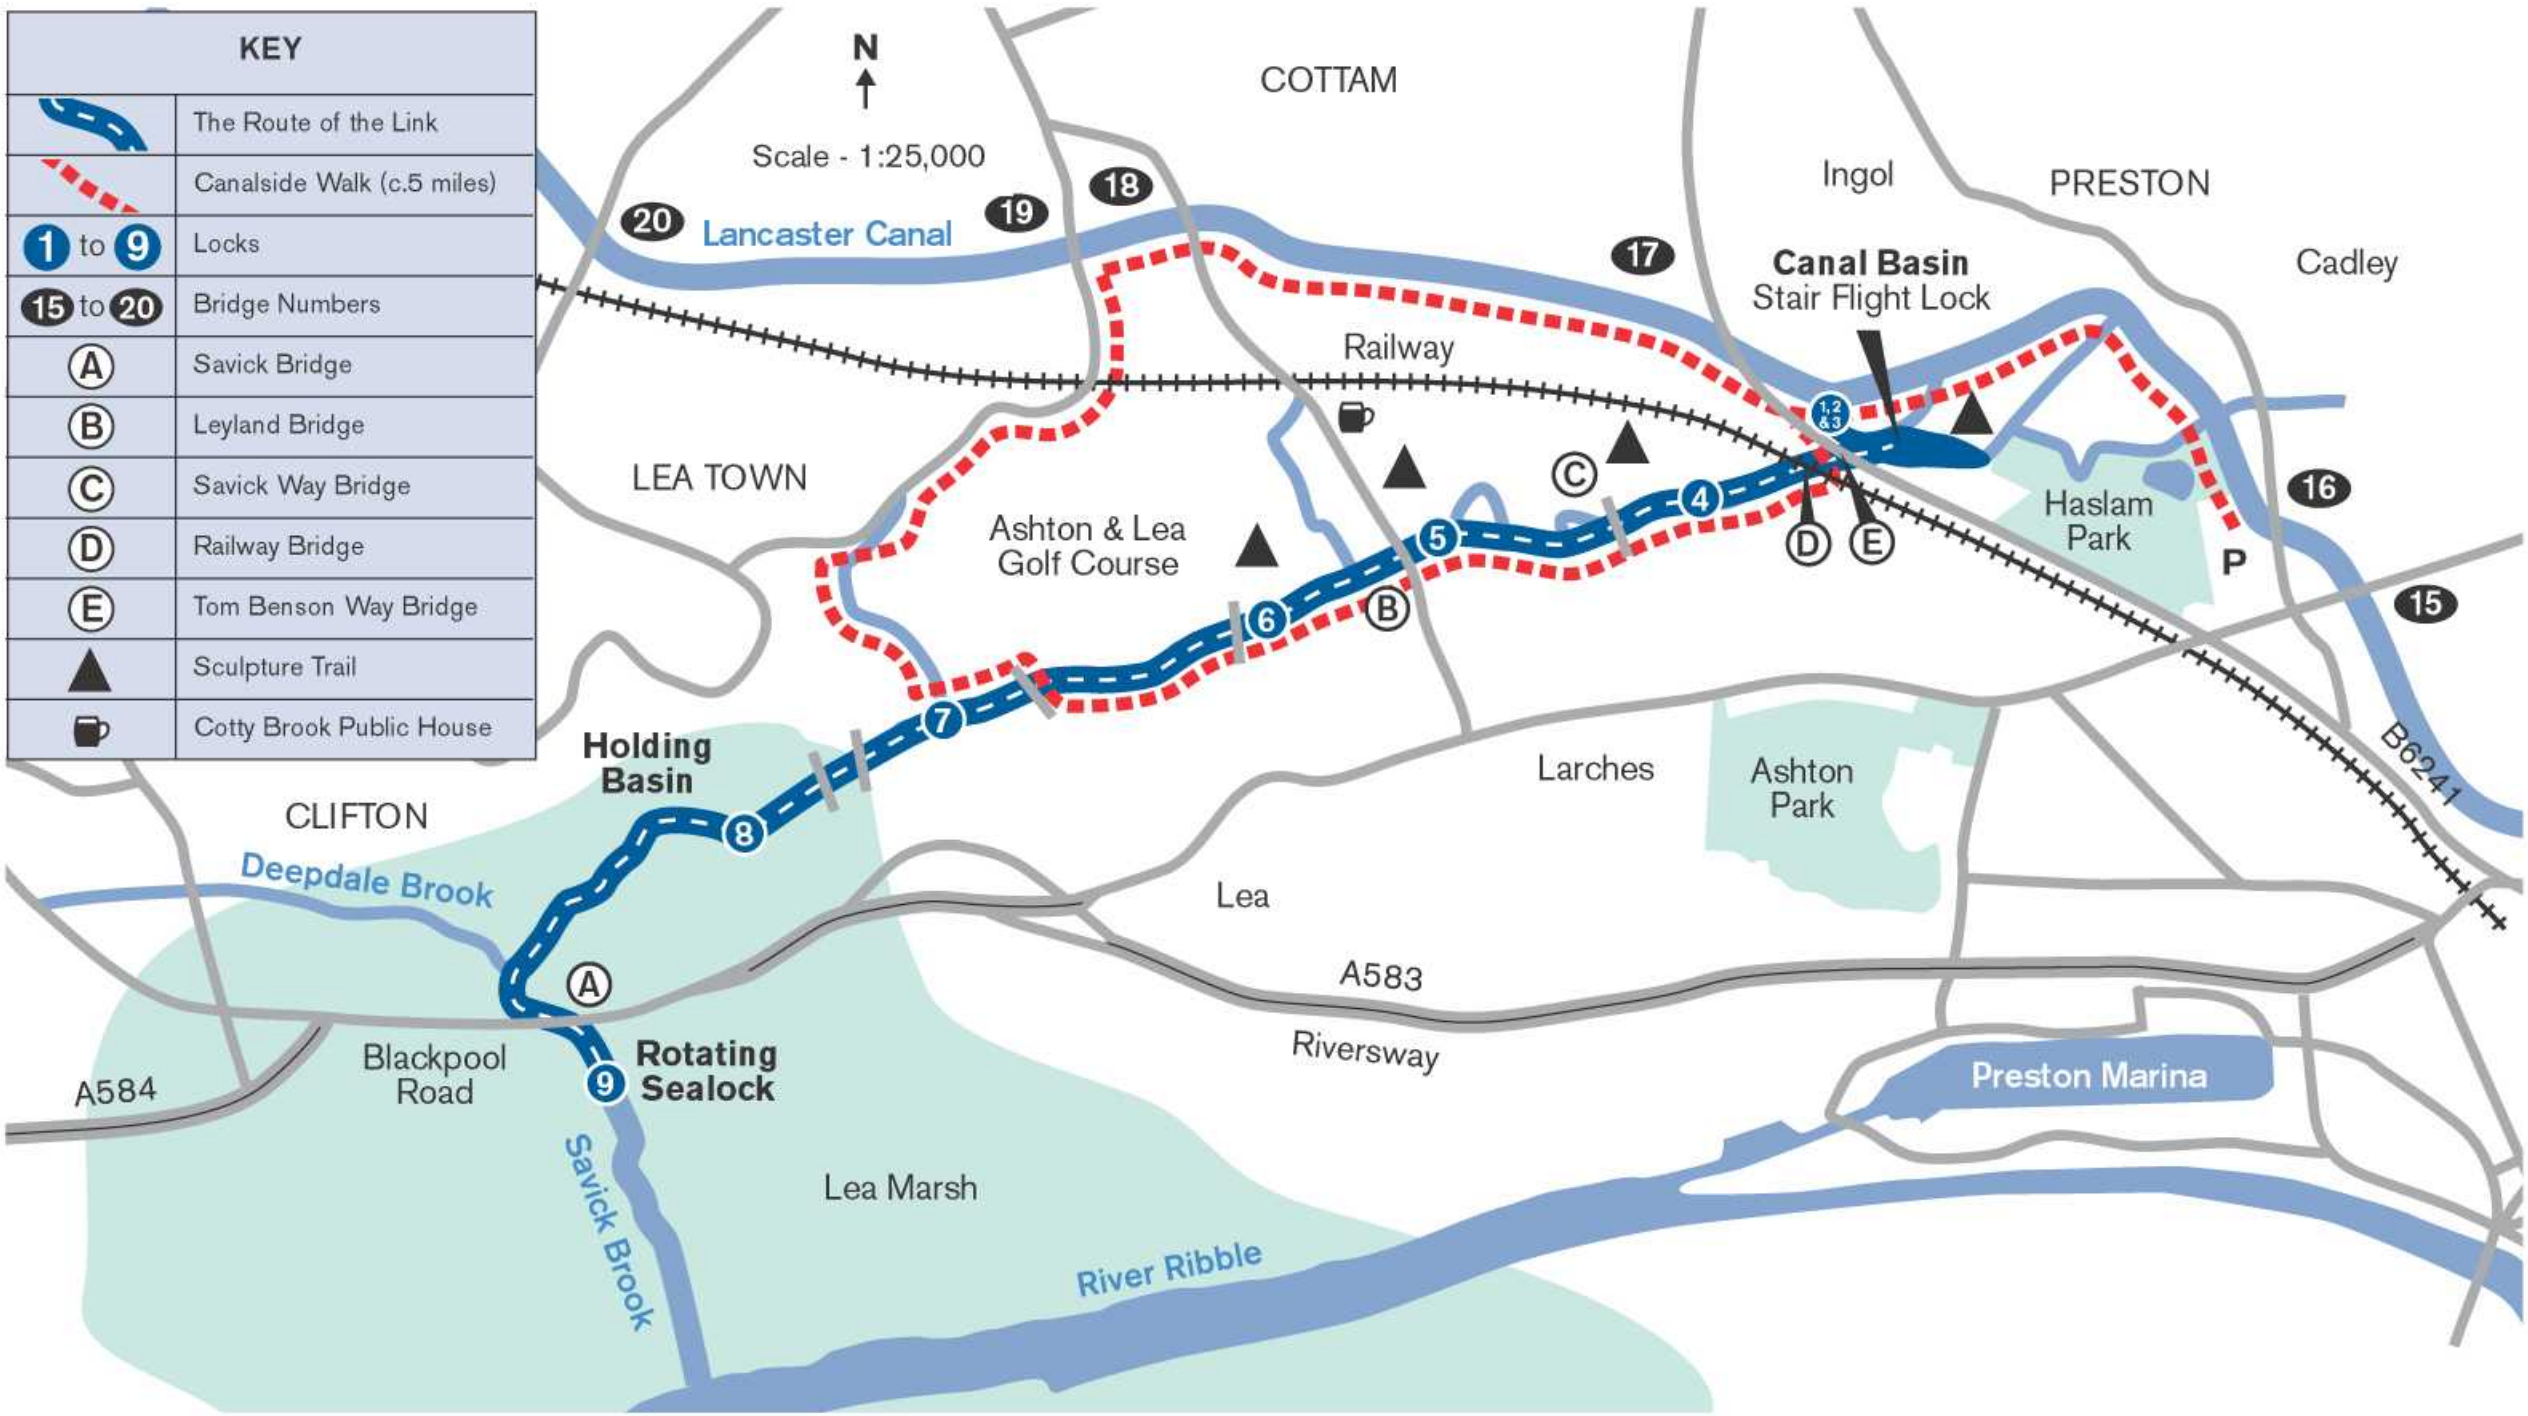 KEY
The Route of the Link
Canalside Walk (c.5 miles)
1 to 9
Locks
15 to 20
Bridge Numbers
A
Savick Bridge
B
Leyland Bridge
C
Savick Way Bridge
D
Railway Bridge
E
Tom Benson Way Bridge
Sculpture Trail
Cotty Brook Public House
N
Scale - 1:25,000
COTTAM
Ingol
PRESTON
Cadley
20
Lancaster Canal
19
18
17
Canal Basin
Stair Flight Lock
Railway
1,2
&3
LEA TOWN
Ashton & Lea
Golf Course
C
4
5
6
B
D
E
Haslam
Park
P
16
15
7
Holding
Basin
8
CLIFTON
Deepdale Brook
Larches
Ashton
Park
B6241
Lea
A
A583
Riversway
Blackpool
Road
A584
Rotating
Sealock
9
Savick Brook
Lea Marsh
River Ribble
Preston Marina